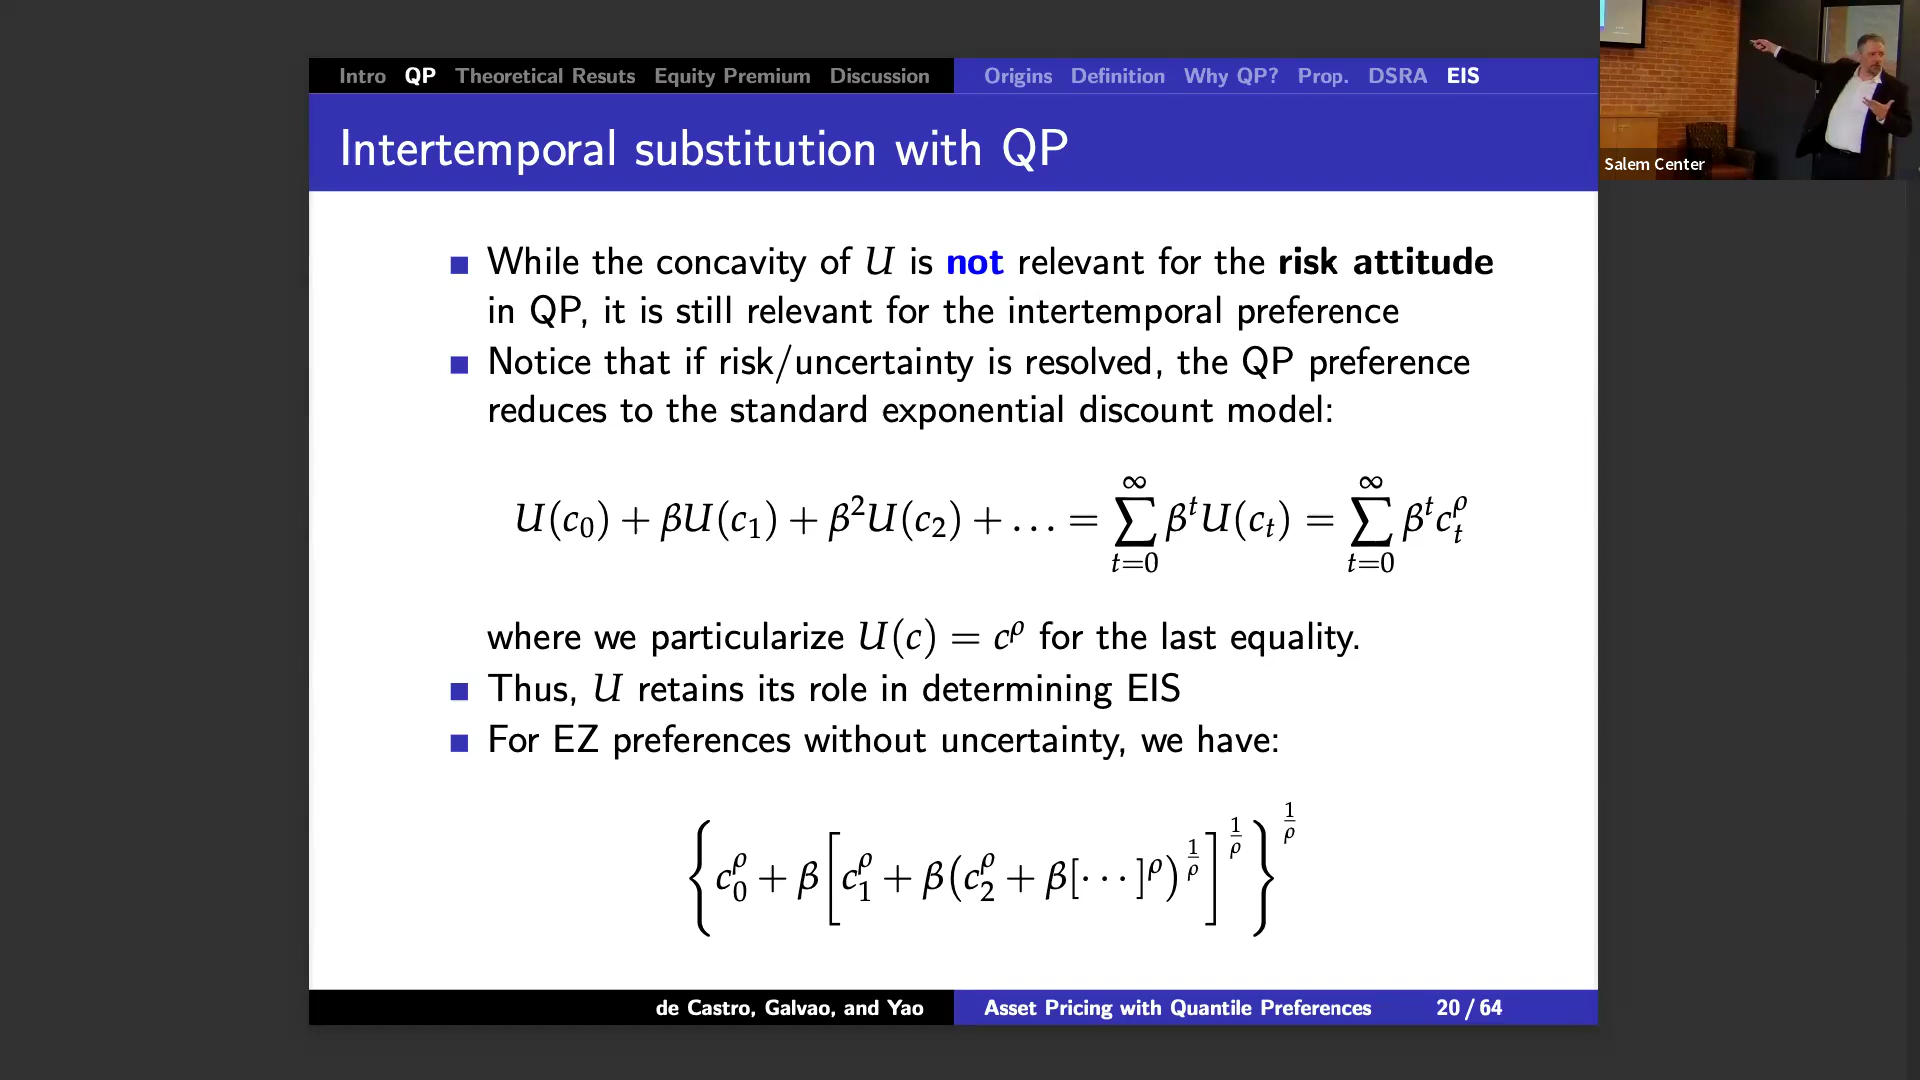 Intro QP Theoretical Resuts Equity Premium Discussion Origins Definition Why QP? Prop. DSRA EIS
Intertemporal substitution with QP
Salem Center
While the concavity of U is not relevant for the risk attitude
in QP, it is still relevant for the intertemporal preference
Notice that if risk/uncertainty is resolved, the QP preference
reduces to the standard exponential discount model:
U(c₀) + βU(c₁) + β²U(c₂) + … = ∑_{t=0}^{∞} β^t U(c_t) = ∑_{t=0}^{∞} β^t c_t^ρ
where we particularize U(c) = c^ρ for the last equality.
Thus, U retains its role in determining EIS
For EZ preferences without uncertainty, we have:
{c_0^ρ + β[c_1^ρ + β(c_2^ρ + β[⋯]^ρ)^{1/ρ}]^{1/ρ}}^{1/ρ}
de Castro, Galvao, and Yao Asset Pricing with Quantile Preferences 20 / 64